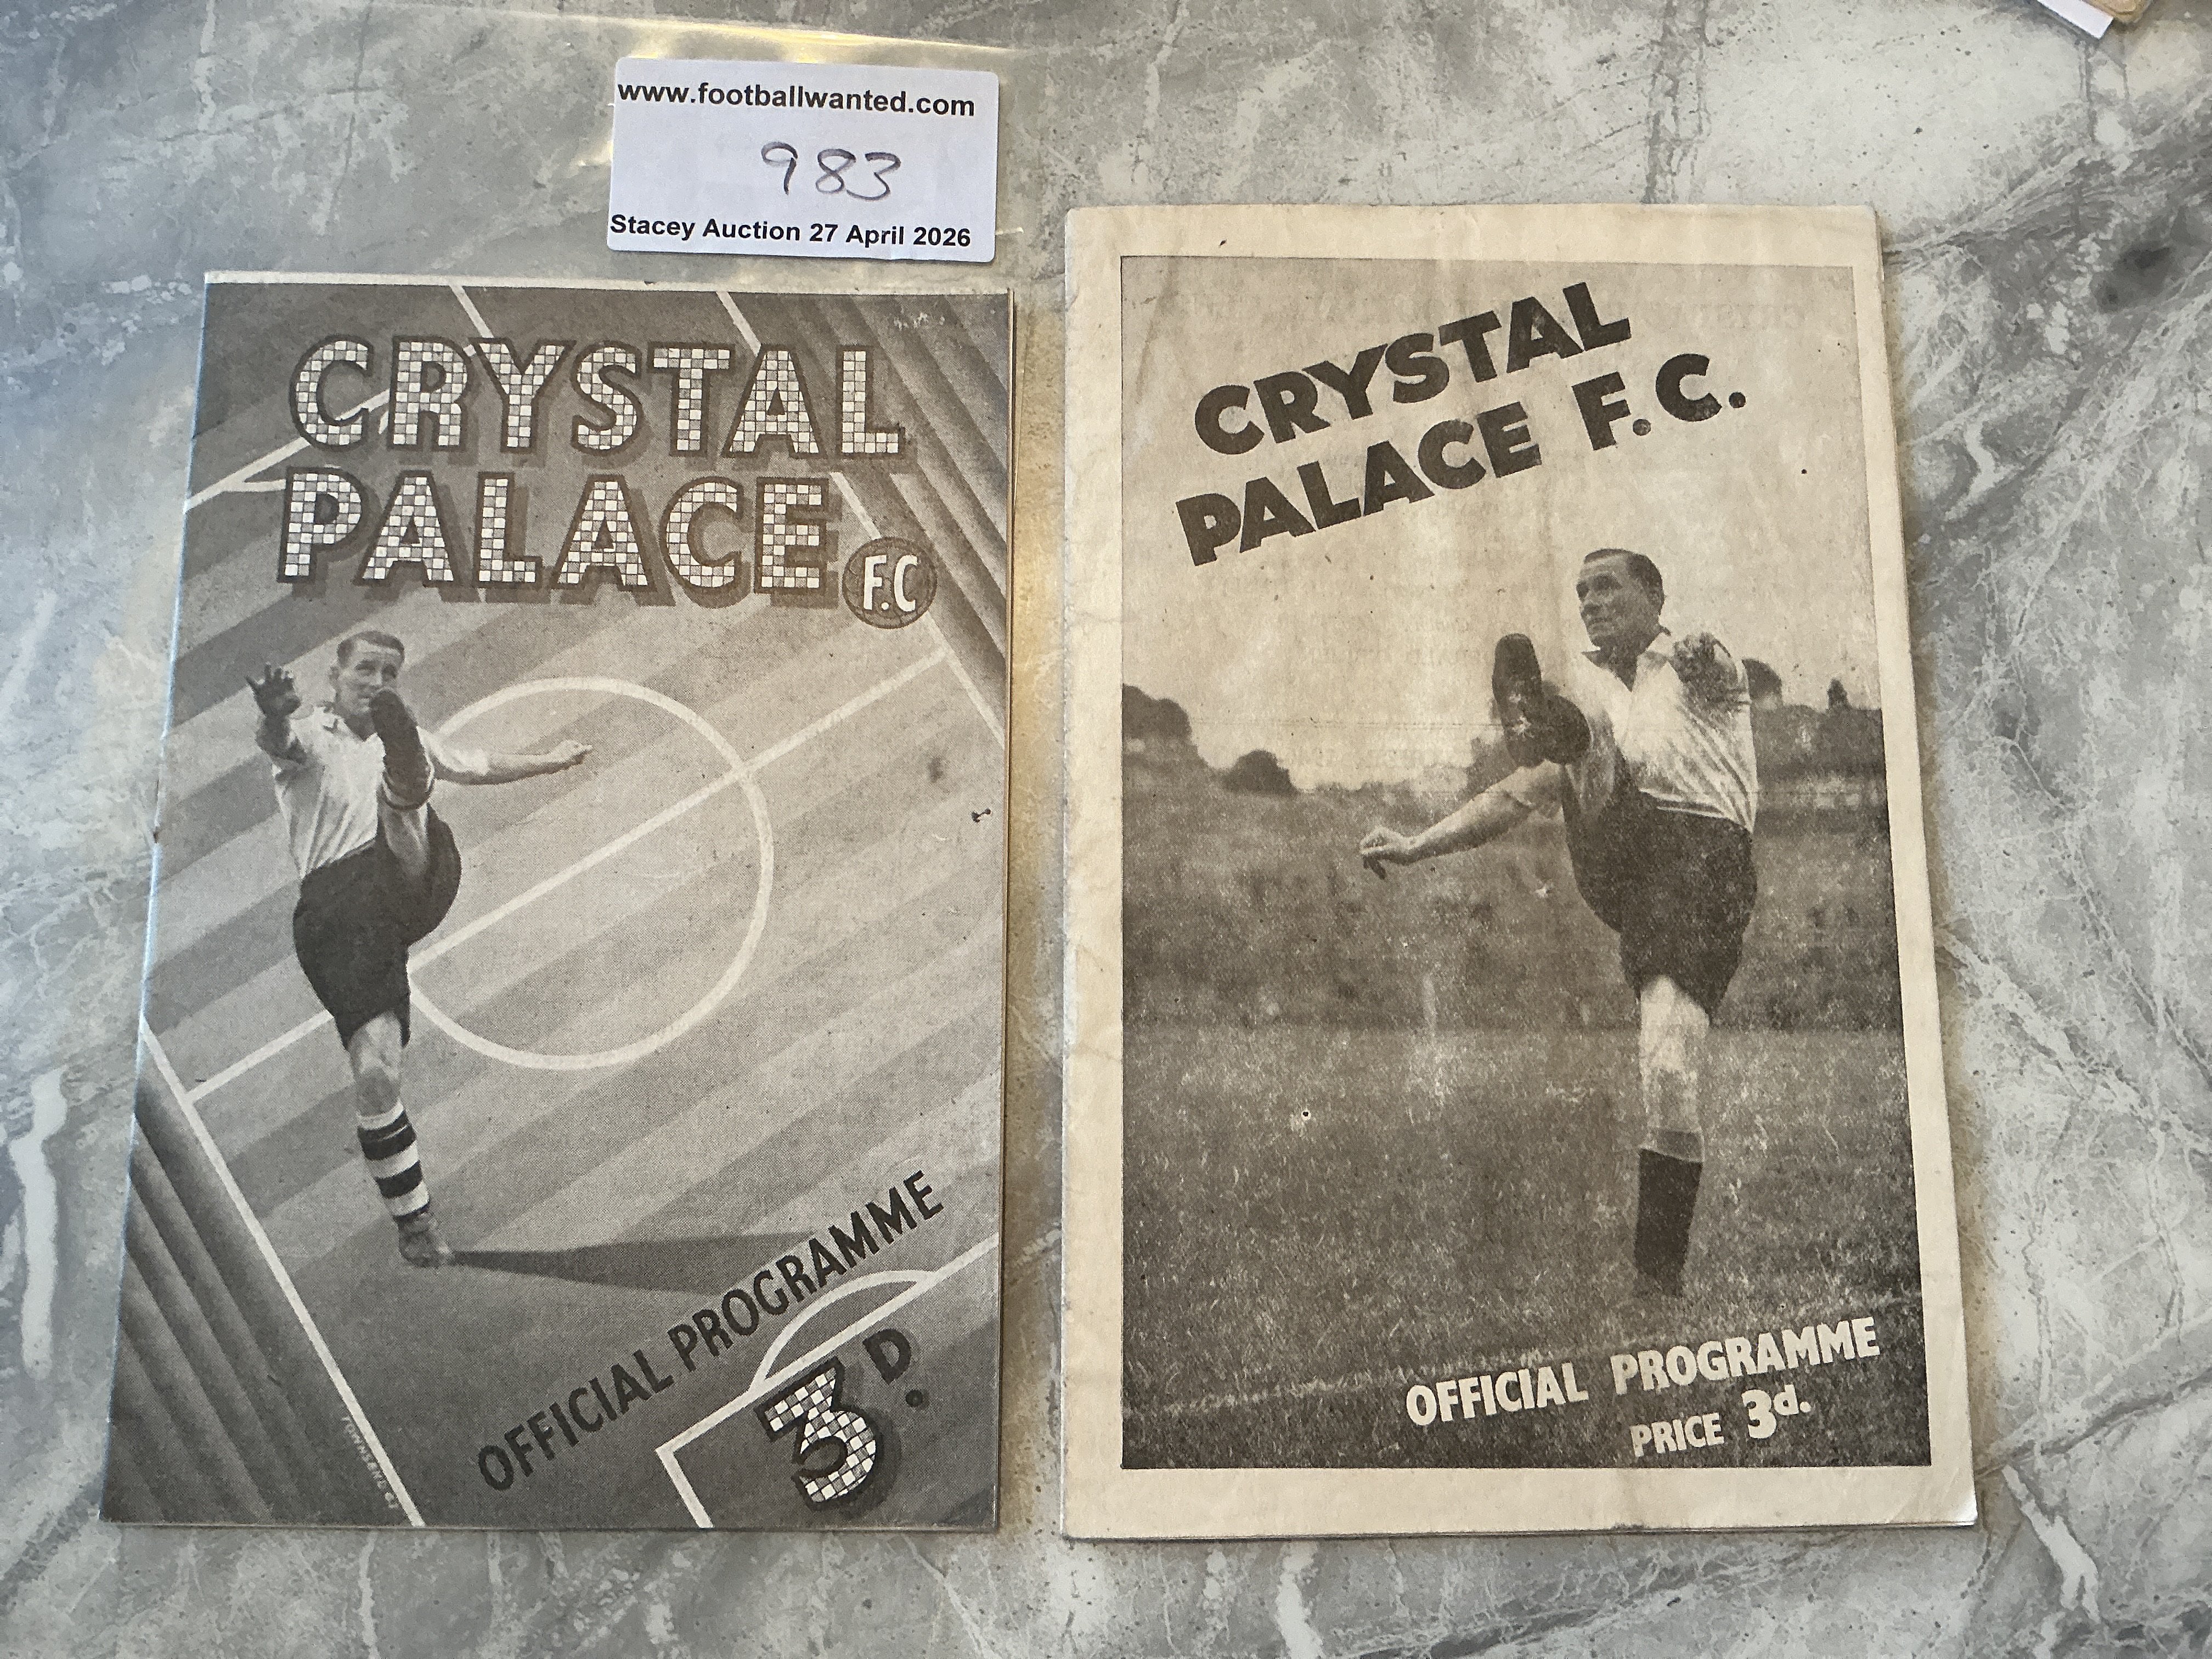 www.footballwanted.com
983
Stacey Auction 27 April 2026
CRYSTAL
PALACE F.C
OFFICIAL PROGRAMME
3D.
CRYSTAL
PALACE F.C.
OFFICIAL PROGRAMME
PRICE 3d.